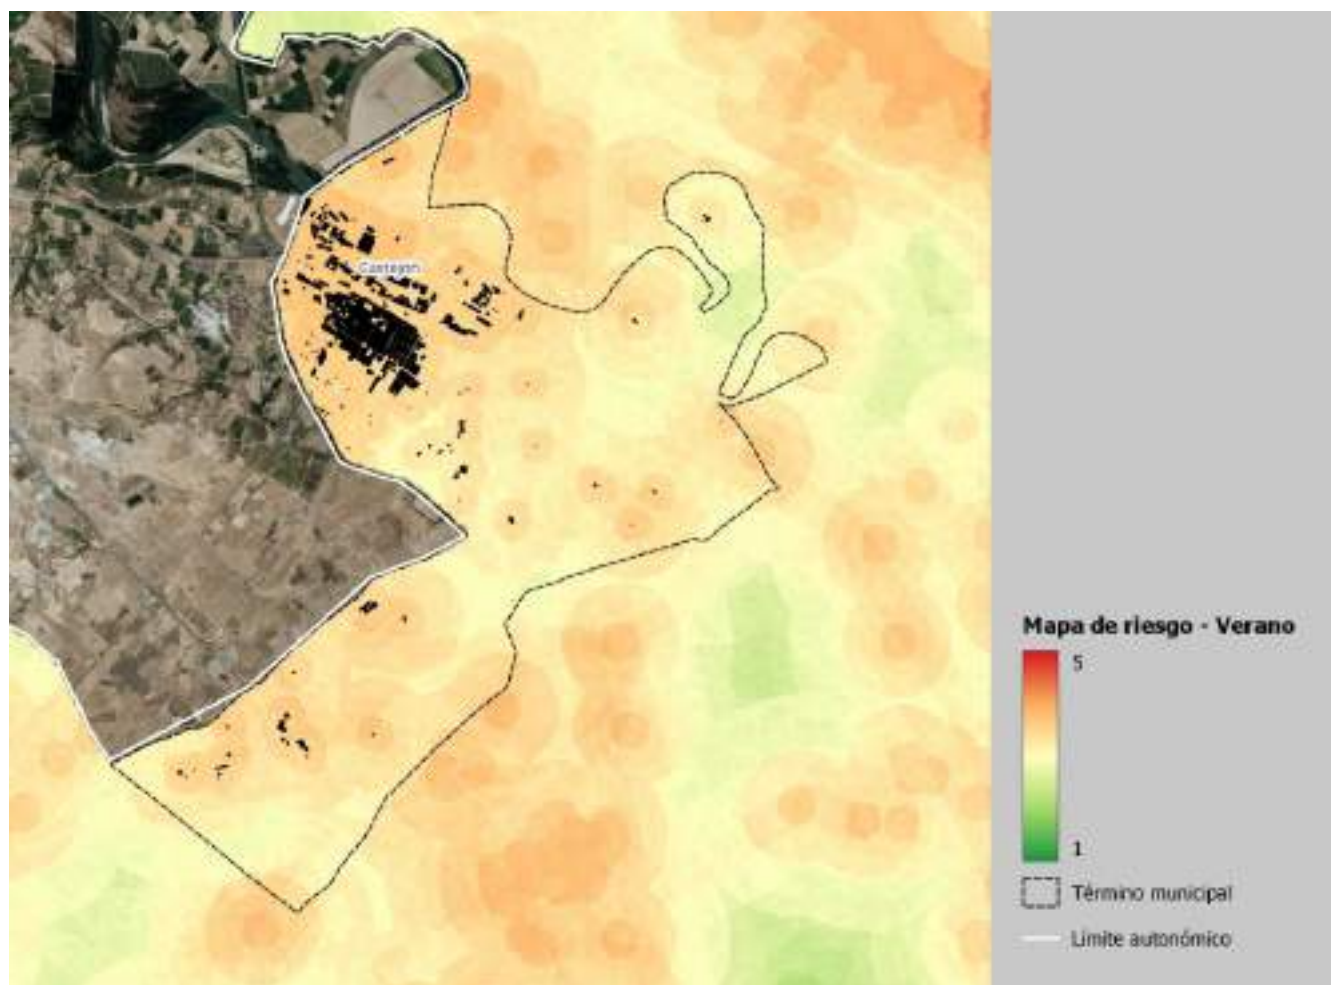 Castejón
Mapa de riesgo - Verano
5
1
Término municipal
Límite autonómico